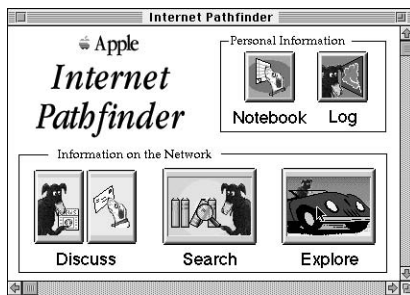 Internet Pathfinder
Apple
Internet
Pathfinder
Personal Information
Notebook Log
Information on the Network
Discuss Search Explore